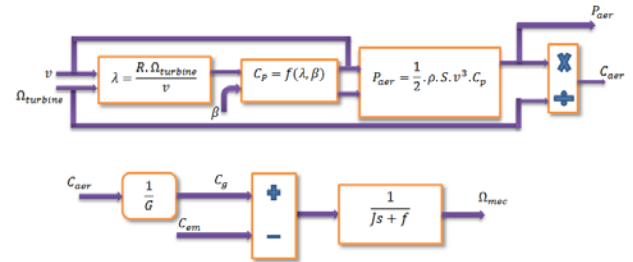 P_aer
v
Ω_turbine
λ = R.Ω_turbine / v
β
C_P = f(λ, β)
P_aer = 1/2 .ρ.S.v³.C_p
×
÷
C_aer
C_aer
1/G
C_g
C_em
+
−
1 / (Js + f)
Ω_mec